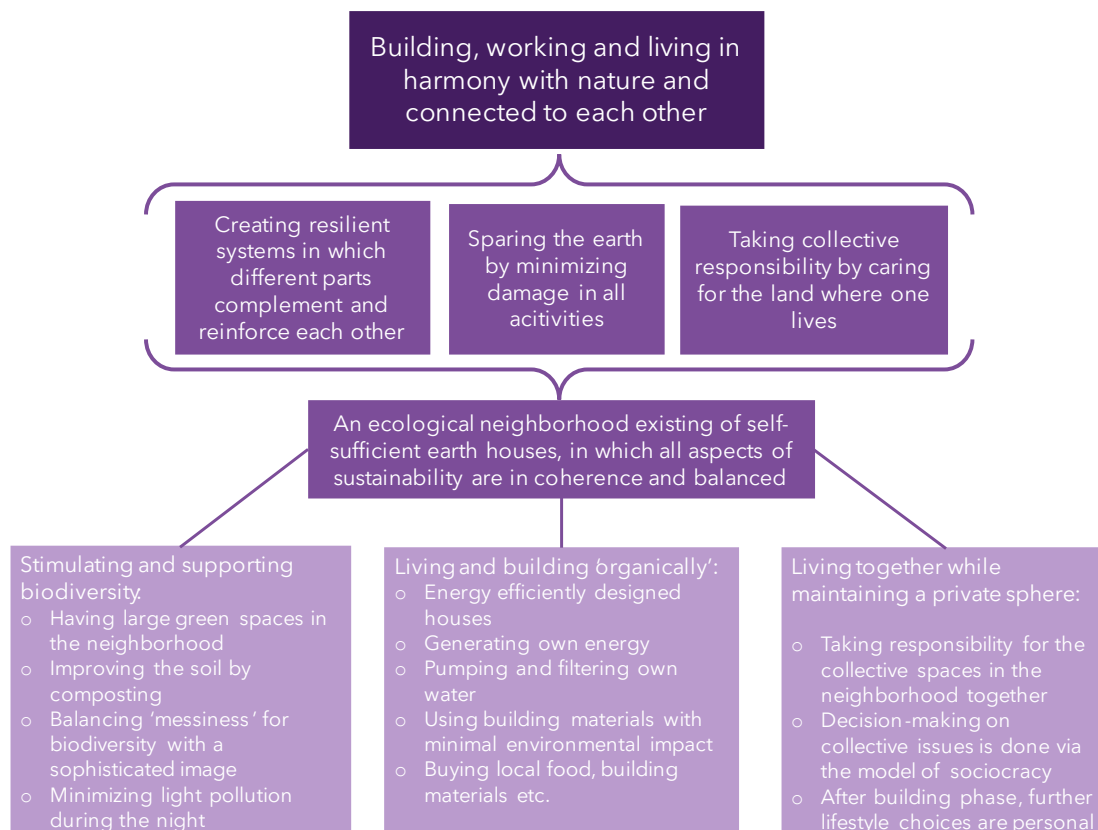 Building, working and living in
harmony with nature and
connected to each other
Creating resilient
systems in which
different parts
complement and
reinforce each other
Sparing the earth
by minimizing
damage in all
acitivities
Taking collective
responsibility by caring
for the land where one
lives
An ecological neighborhood existing of self-
sufficient earth houses, in which all aspects of
sustainability are in coherence and balanced
Stimulating and supporting
biodiversity:
o Having large green spaces in
the neighborhood
o Improving the soil by
composting
o Balancing ‘messiness’ for
biodiversity with a
sophisticated image
o Minimizing light pollution
during the night
Living and building ‘organically’:
o Energy efficiently designed
houses
o Generating own energy
o Pumping and filtering own
water
o Using building materials with
minimal environmental impact
o Buying local food, building
materials etc.
Living together while
maintaining a private sphere:
o Taking responsibility for the
collective spaces in the
neighborhood together
o Decision-making on
collective issues is done via
the model of sociocracy
o After building phase, further
lifestyle choices are personal